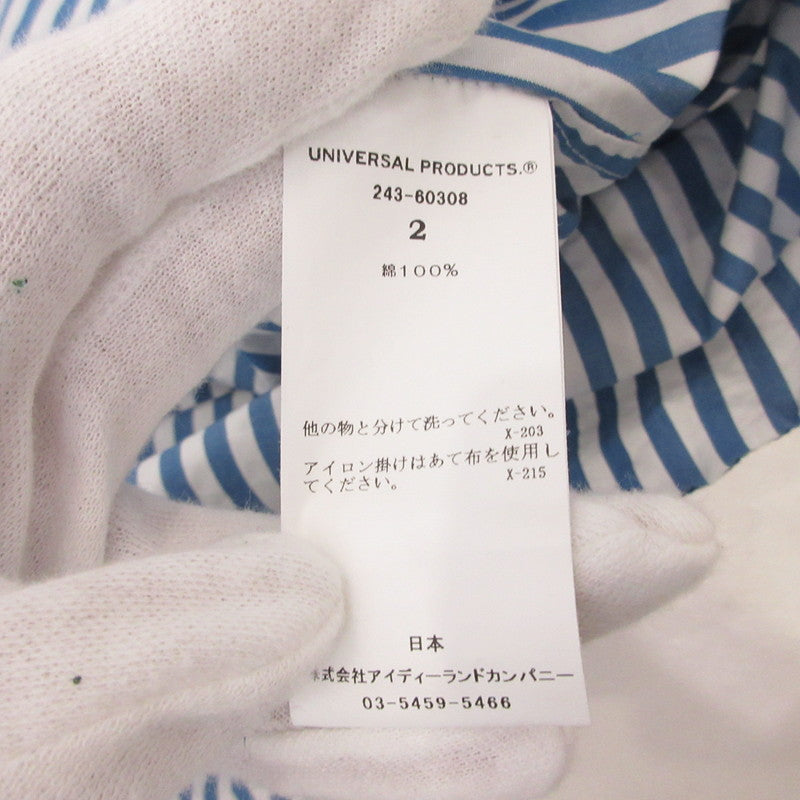 UNIVERSAL PRODUCTS.®
243-60308
2
綿100%
他の物と分けて洗ってください。
X-203
アイロン掛けはあて布を使用し
てください。 X-215
日本
式会社アイディーランドカンパニー
03-5459-5466